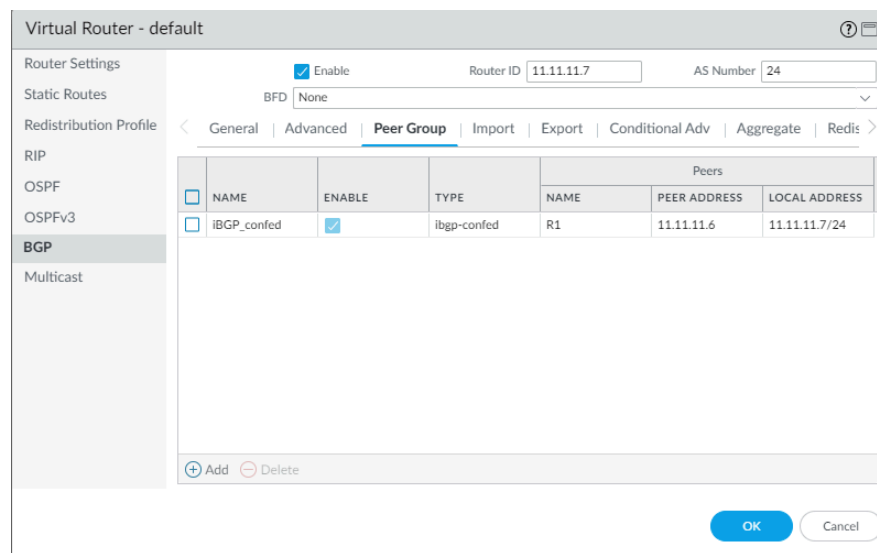 Virtual Router - default
Router Settings
Static Routes
Redistribution Profile
RIP
OSPF
OSPFv3
BGP
Multicast
Enable Router ID 11.11.11.7 AS Number 24
BFD None
General Advanced Peer Group Import Export Conditional Adv Aggregate Redis
Peers
NAME ENABLE TYPE NAME PEER ADDRESS LOCAL ADDRESS
iBGP_confed ibgp-confed R1 11.11.11.6 11.11.11.7/24
Add Delete
OK Cancel